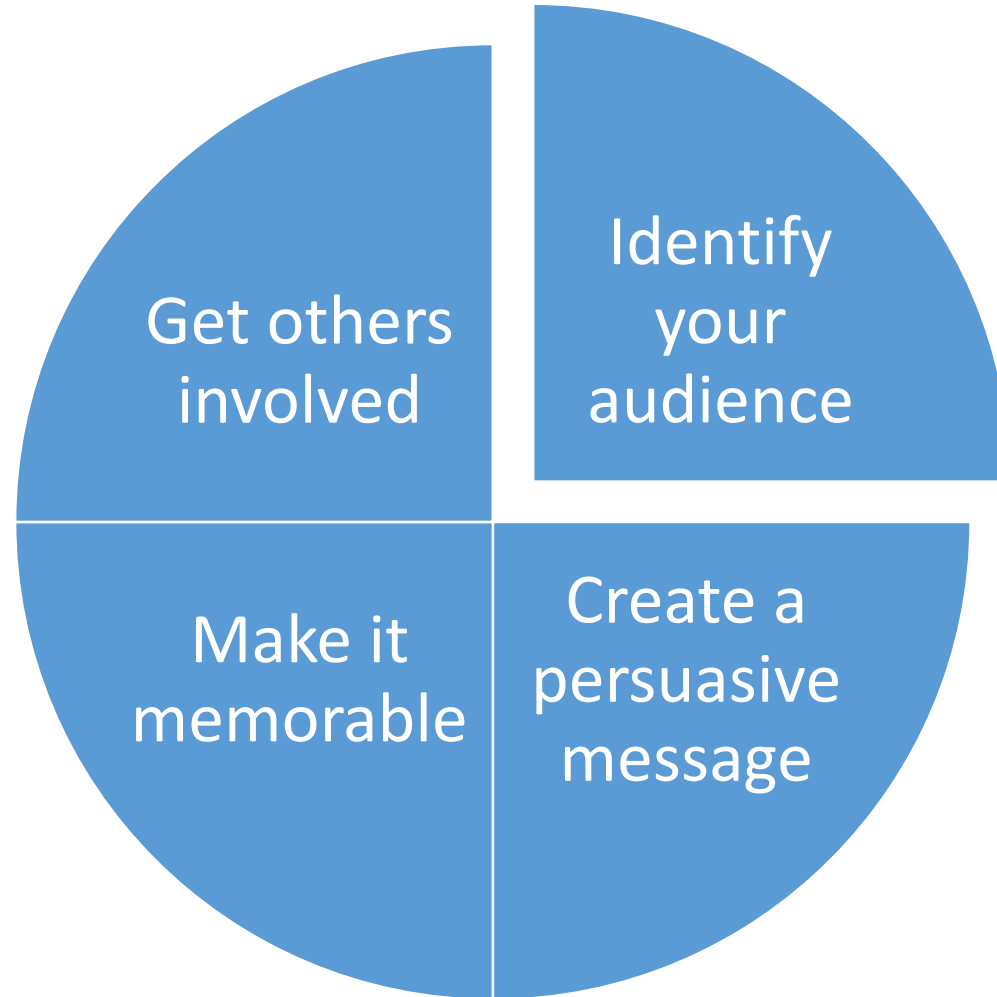 Identify
your
audience
Create a
persuasive
message
Make it
memorable
Get others
involved